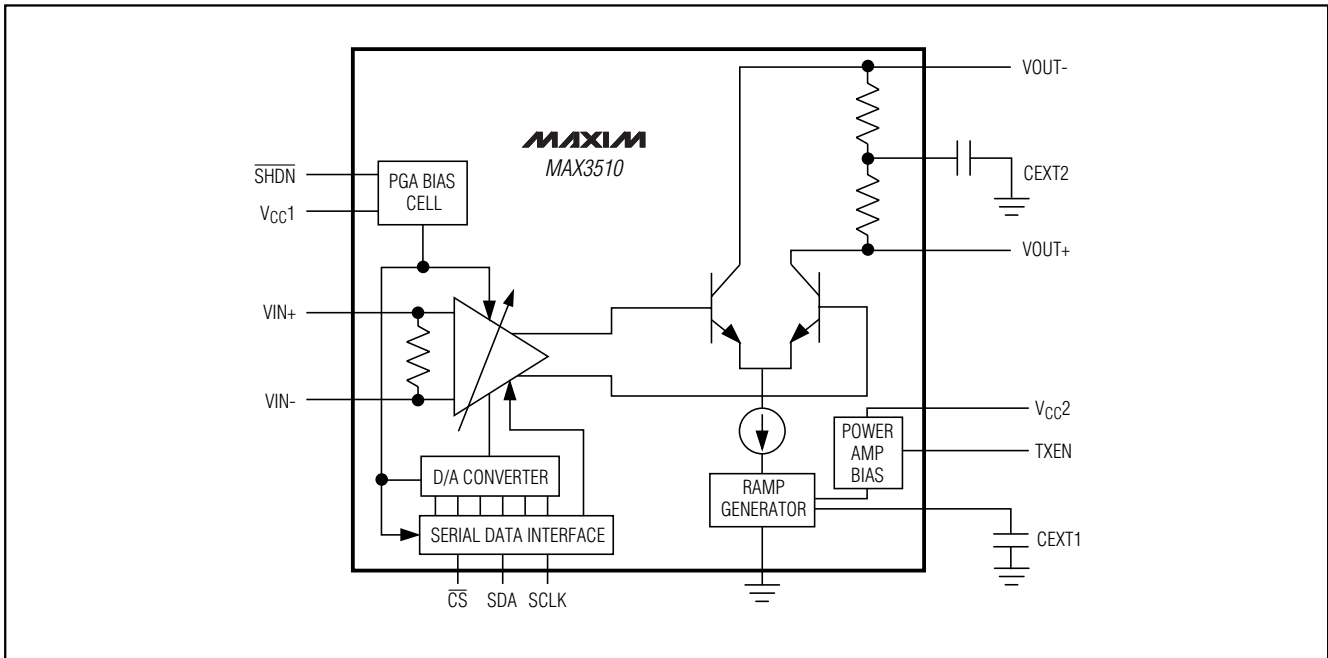 VOUT-
MAXIM
MAX3510
SHDN
PGA BIAS
CELL
CEXT2
VCC1
VOUT+
VIN+
VIN-
VCC2
POWER
AMP
BIAS
TXEN
D/A CONVERTER
RAMP
GENERATOR
SERIAL DATA INTERFACE
CEXT1
CS SDA SCLK